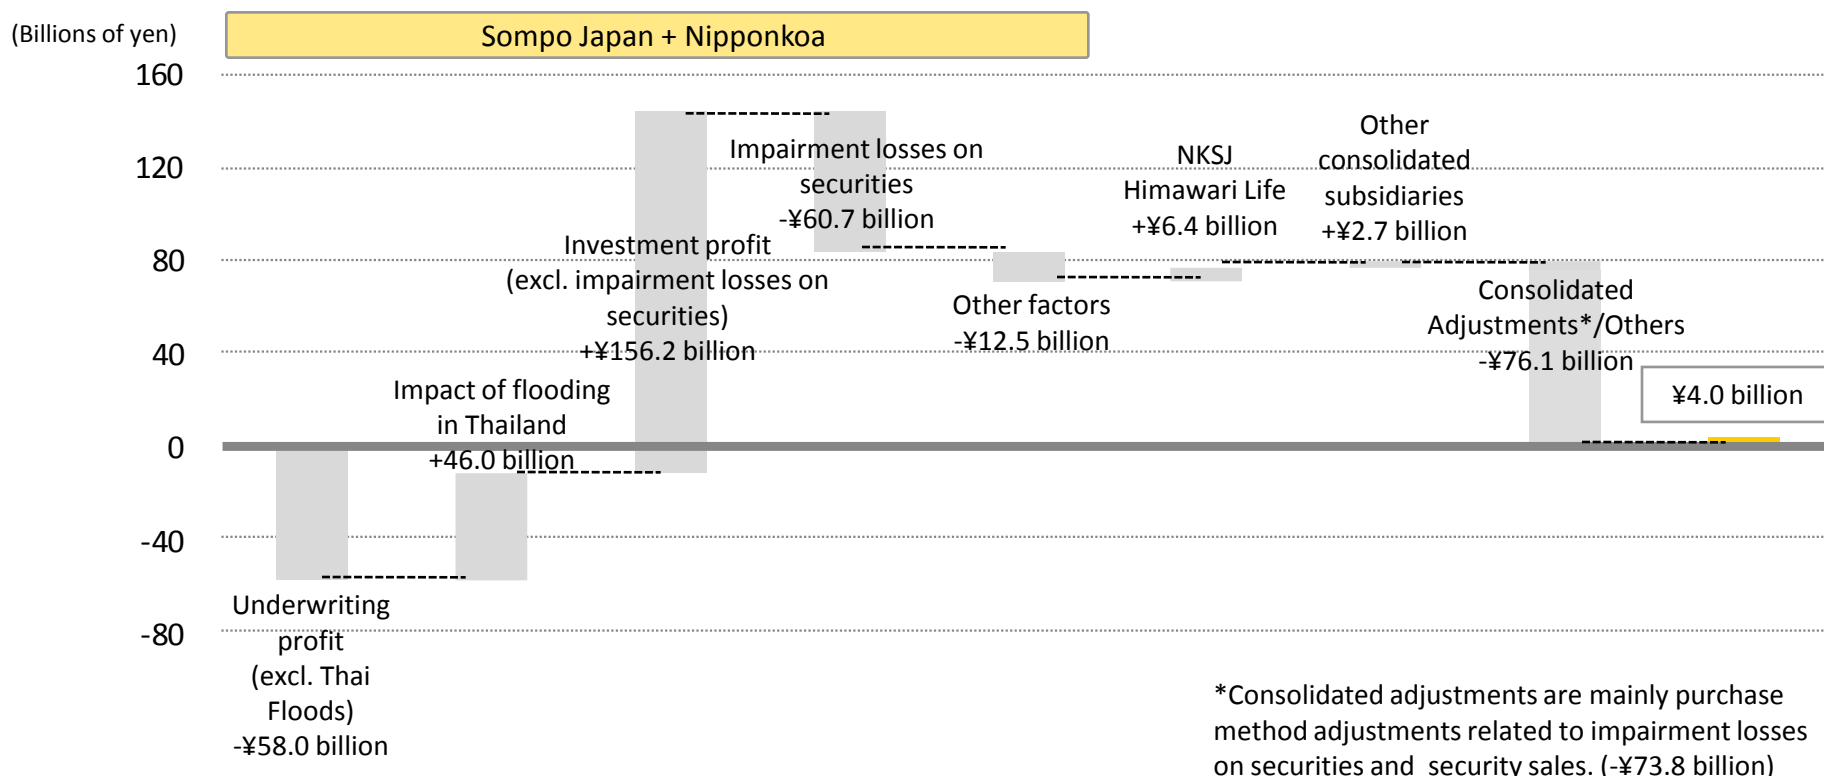 (Billions of yen)
Sompo Japan + Nipponkoa
160
120
80
40
0
-40
-80
Underwriting
profit
(excl. Thai
Floods)
-¥58.0 billion
Impact of flooding
in Thailand
+46.0 billion
Investment profit
(excl. impairment losses on
securities)
+¥156.2 billion
Impairment losses on
securities
-¥60.7 billion
Other factors
-¥12.5 billion
NKSJ
Himawari Life
+¥6.4 billion
Other
consolidated
subsidiaries
+¥2.7 billion
Consolidated
Adjustments*/Others
-¥76.1 billion
¥4.0 billion
*Consolidated adjustments are mainly purchase
method adjustments related to impairment losses
on securities and  security sales. (-¥73.8 billion)